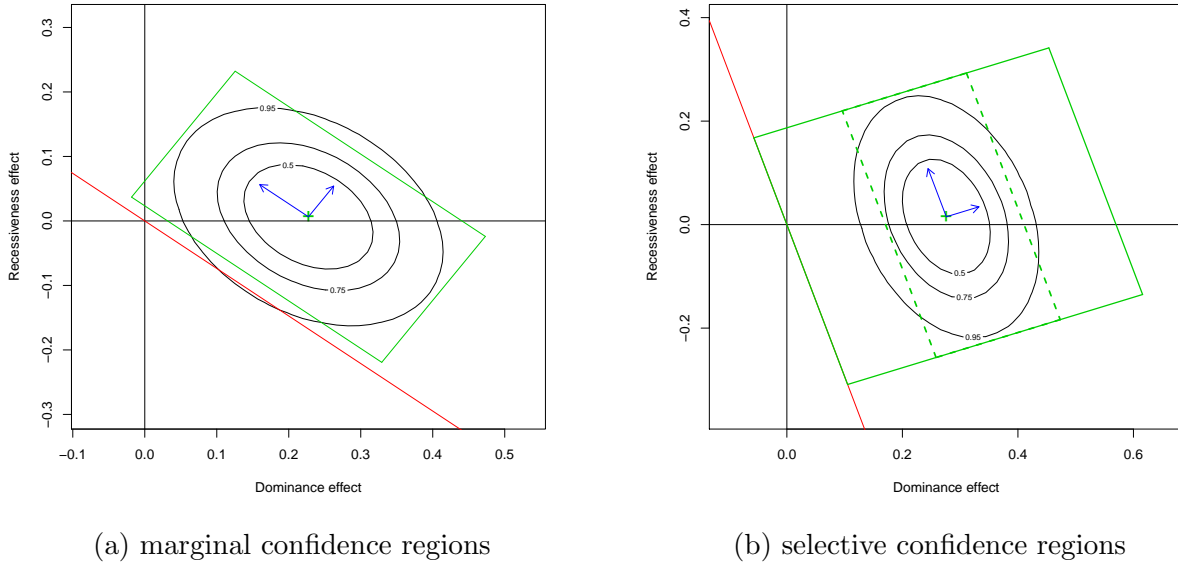 0.3
0.2
0.1
0.0
−0.1
−0.2
−0.3
Recessiveness effect
0.95
0.5
0.75
−0.1 0.0 0.1 0.2 0.3 0.4 0.5
Dominance effect
(a) marginal confidence regions
0.4
0.2
0.0
−0.2
Recessiveness effect
0.5
0.75
0.95
0.0 0.2 0.4 0.6
Dominance effect
(b) selective confidence regions